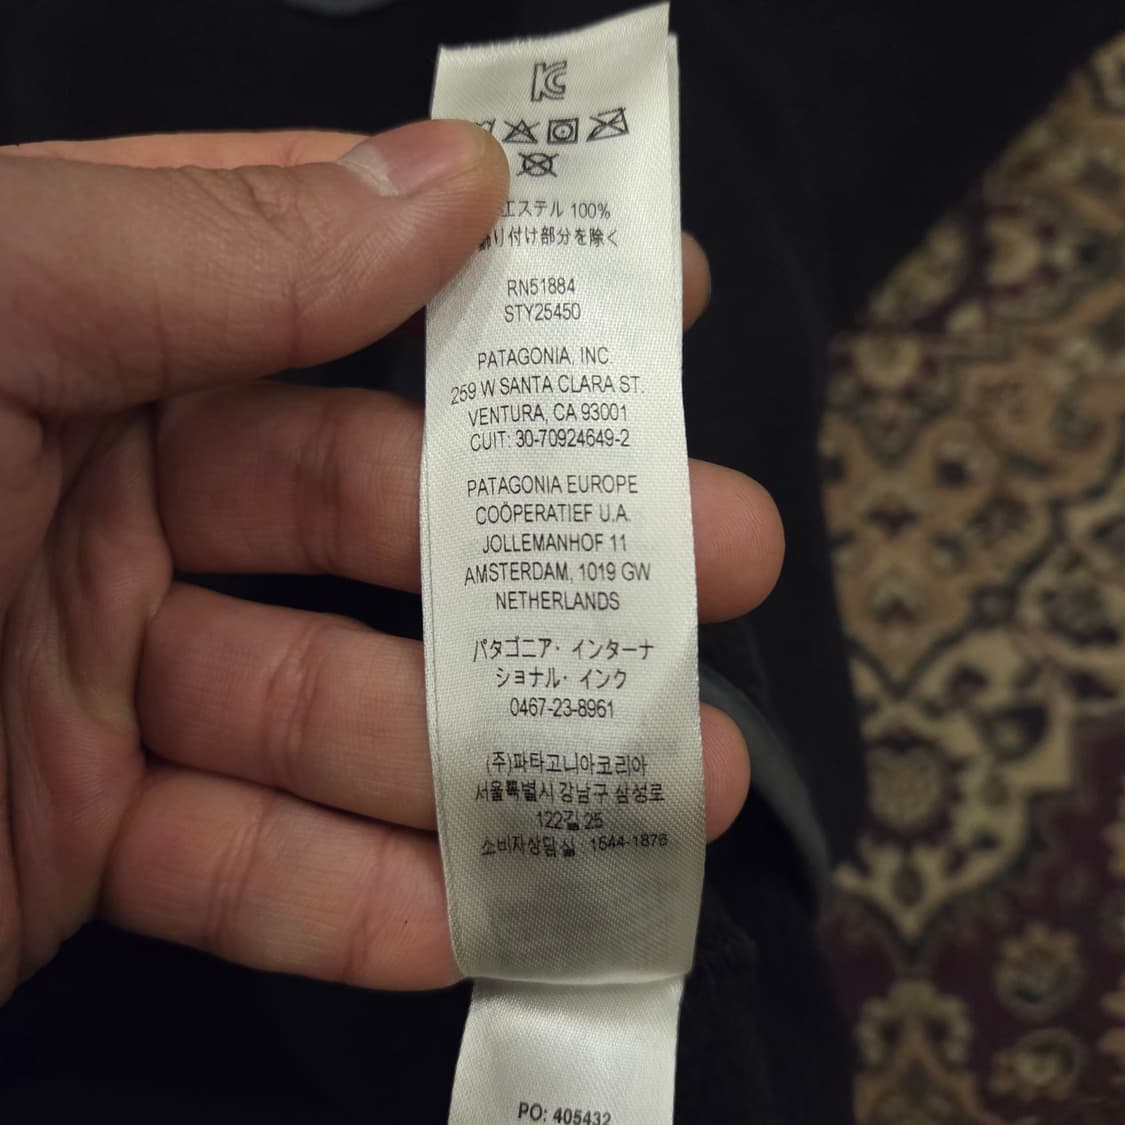 エステル 100%
り付け部分を除く
RN51884
STY25450
PATAGONIA, INC
259 W SANTA CLARA ST.
VENTURA, CA 93001
CUIT: 30-70924649-2
PATAGONIA EUROPE
COÖPERATIEF U.A.
JOLLEMANHOF 11
AMSTERDAM, 1019 GW
NETHERLANDS
パタゴニア・インターナ
ショナル・インク
0467-23-8961
(주)파타고니아코리아
서울특별시 강남구 삼성로
122길 25
소비자상담실 1544-1876
PO: 405432